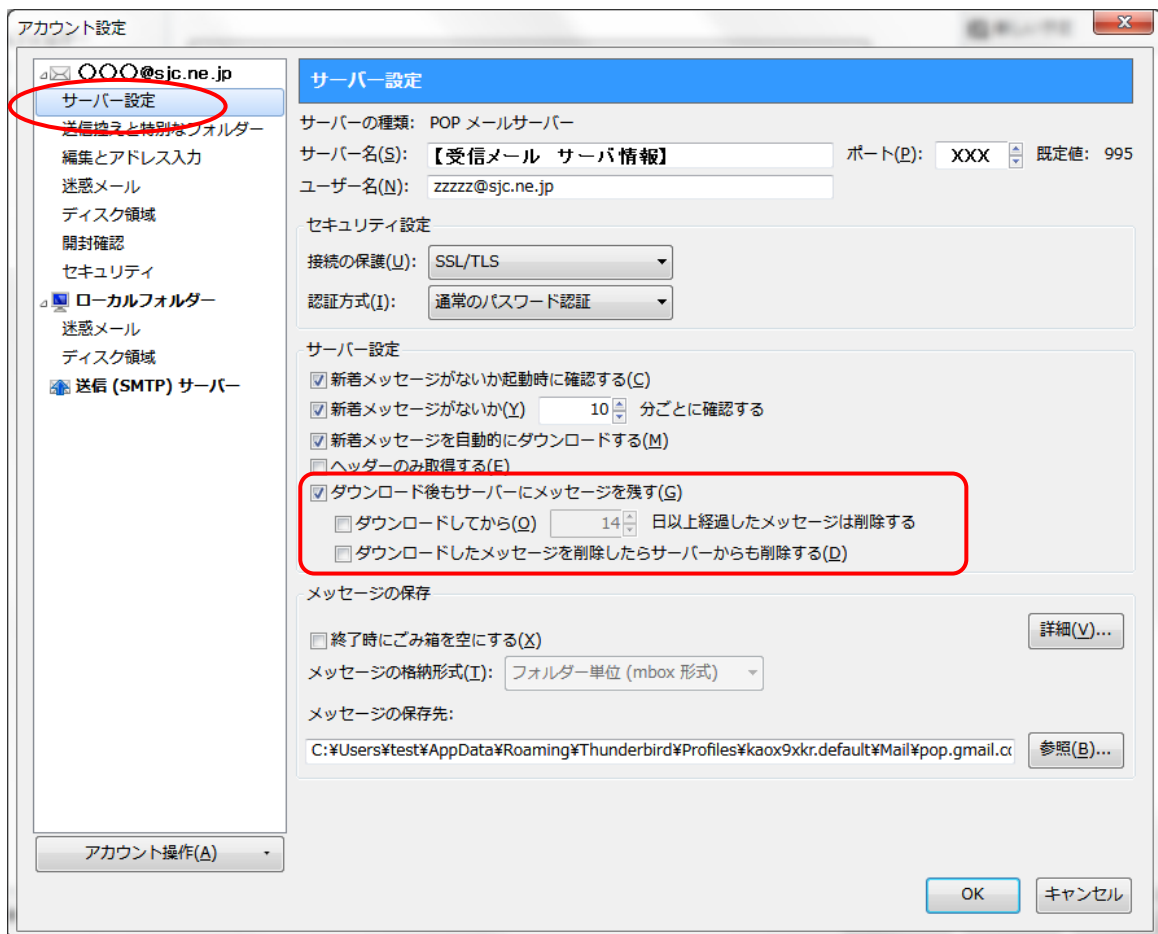 アカウント設定
〇〇〇@sjc.ne.jp
サーバー設定
送信控えと特別なフォルダー
編集とアドレス入力
迷惑メール
ディスク領域
開封確認
セキュリティ
ローカルフォルダー
迷惑メール
ディスク領域
送信 (SMTP) サーバー
アカウント操作(A)
サーバー設定
サーバーの種類: POP メールサーバー
サーバー名(S): 【受信メール サーバ情報】 ポート(P): XXX 既定値: 995
ユーザー名(N): zzzzz@sjc.ne.jp
セキュリティ設定
接続の保護(U): SSL/TLS
認証方式(I): 通常のパスワード認証
サーバー設定
新着メッセージがないか起動時に確認する(C)
新着メッセージがないか(Y) 10 分ごとに確認する
新着メッセージを自動的にダウンロードする(M)
ヘッダーのみ取得する(E)
ダウンロード後もサーバーにメッセージを残す(G)
ダウンロードしてから(O) 14 日以上経過したメッセージは削除する
ダウンロードしたメッセージを削除したらサーバーからも削除する(D)
メッセージの保存
詳細(V)...
終了時にごみ箱を空にする(X)
メッセージの格納形式(T): フォルダー単位 (mbox 形式)
メッセージの保存先:
C:¥Users¥test¥AppData¥Roaming¥Thunderbird¥Profiles¥kaox9xkr.default¥Mail¥pop.gmail.co 参照(B)...
OK キャンセル